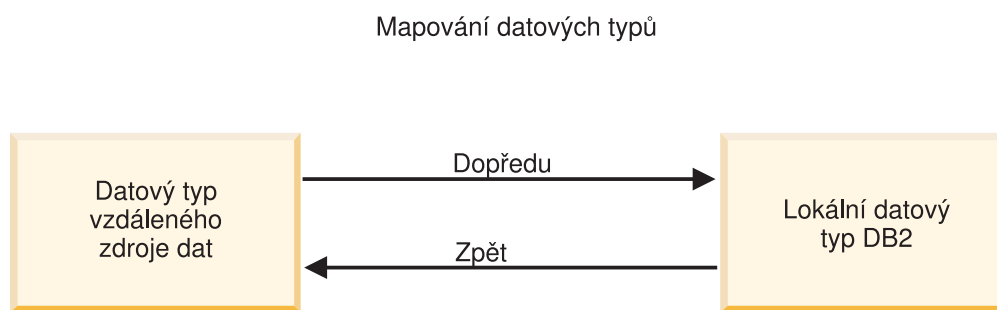 Mapování datových typů
Dopředu
Datový typ
vzdáleného
zdroje dat
Lokální datový
typ DB2
Zpět